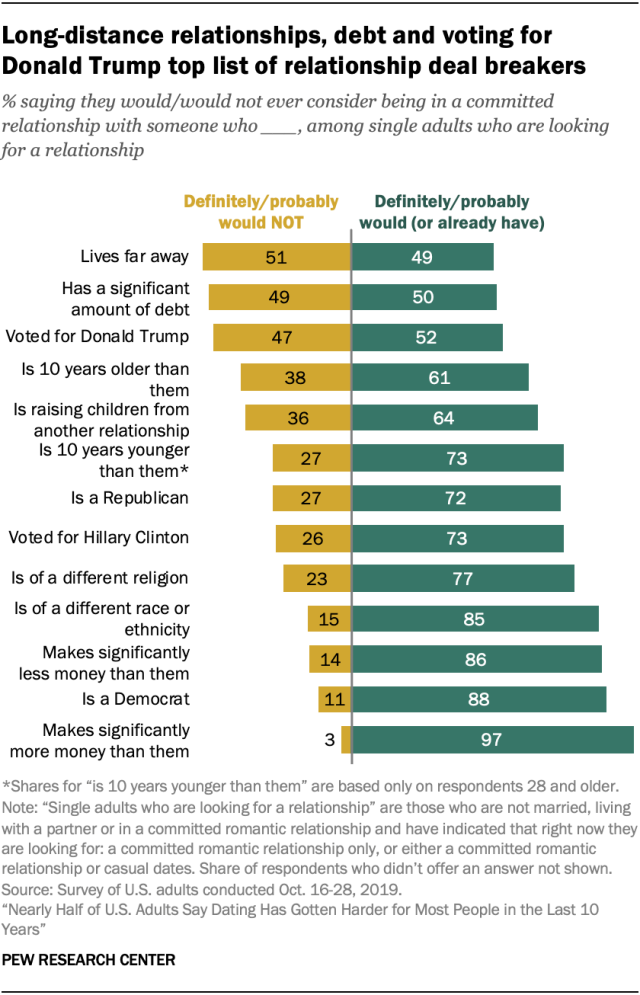 Long-distance relationships, debt and voting for
Donald Trump top list of relationship deal breakers
% saying they would/would not ever consider being in a committed
relationship with someone who ___, among single adults who are looking
for a relationship
Definitely/probably
would NOT
Definitely/probably
would (or already have)
Lives far away 51 49
Has a significant
amount of debt 49 50
Voted for Donald Trump 47 52
Is 10 years older than
them 38 61
Is raising children from
another relationship 36 64
Is 10 years younger
than them* 27 73
Is a Republican 27 72
Voted for Hillary Clinton 26 73
Is of a different religion 23 77
Is of a different race or
ethnicity 15 85
Makes significantly
less money than them 14 86
Is a Democrat 11 88
Makes significantly
more money than them 3 97
*Shares for “is 10 years younger than them” are based only on respondents 28 and older.
Note: “Single adults who are looking for a relationship” are those who are not married, living
with a partner or in a committed romantic relationship and have indicated that right now they
are looking for: a committed romantic relationship only, or either a committed romantic
relationship or casual dates. Share of respondents who didn’t offer an answer not shown.
Source: Survey of U.S. adults conducted Oct. 16-28, 2019.
“Nearly Half of U.S. Adults Say Dating Has Gotten Harder for Most People in the Last 10
Years”
PEW RESEARCH CENTER